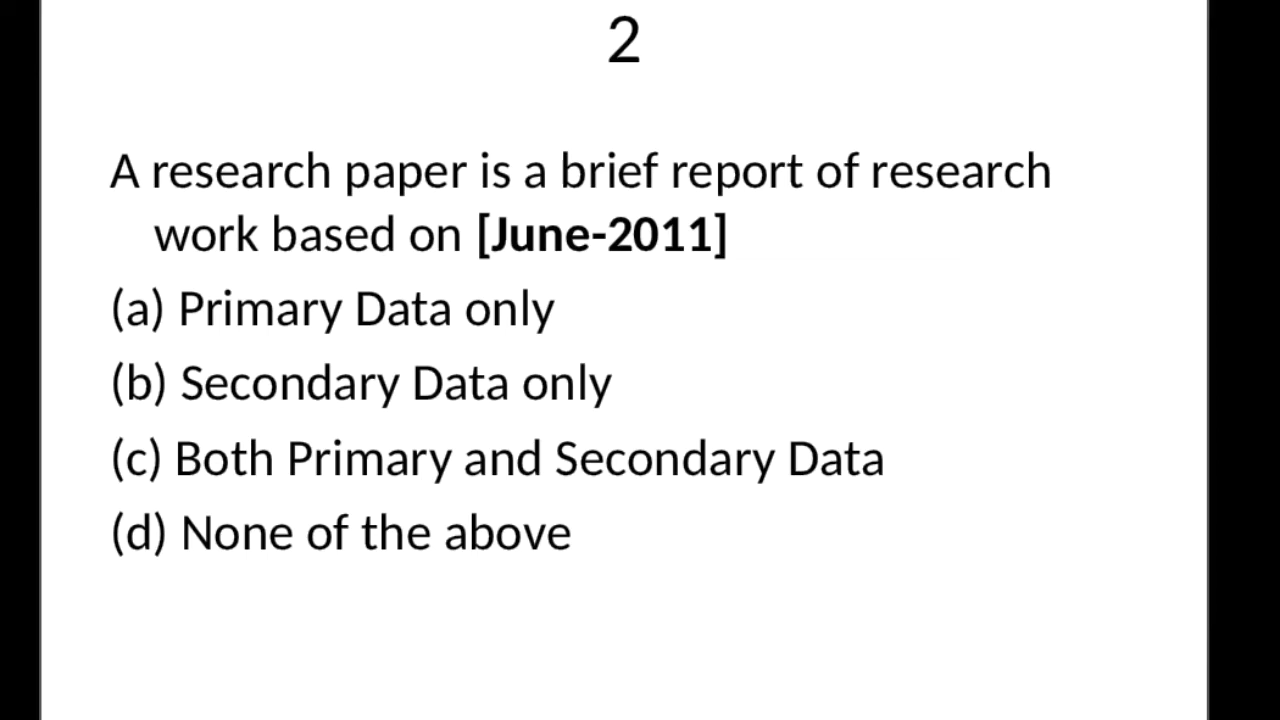 2
A research paper is a brief report of research
work based on [June-2011]
(a) Primary Data only
(b) Secondary Data only
(c) Both Primary and Secondary Data
(d) None of the above